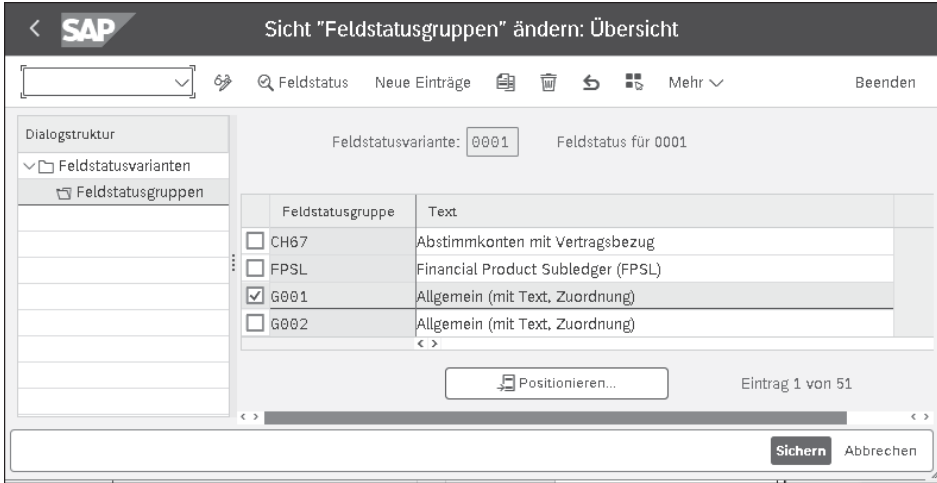 SAP Sicht "Feldstatusgruppen" ändern: Übersicht
Feldstatus Neue Einträge Mehr Beenden
Dialogstruktur
Feldstatusvarianten
Feldstatusgruppen
Feldstatusvariante: 0001 Feldstatus für 0001
Feldstatusgruppe Text
CH67 Abstimmkonten mit Vertragsbezug
FPSL Financial Product Subledger (FPSL)
G001 Allgemein (mit Text, Zuordnung)
G002 Allgemein (mit Text, Zuordnung)
Positionieren... Eintrag 1 von 51
Sichern Abbrechen